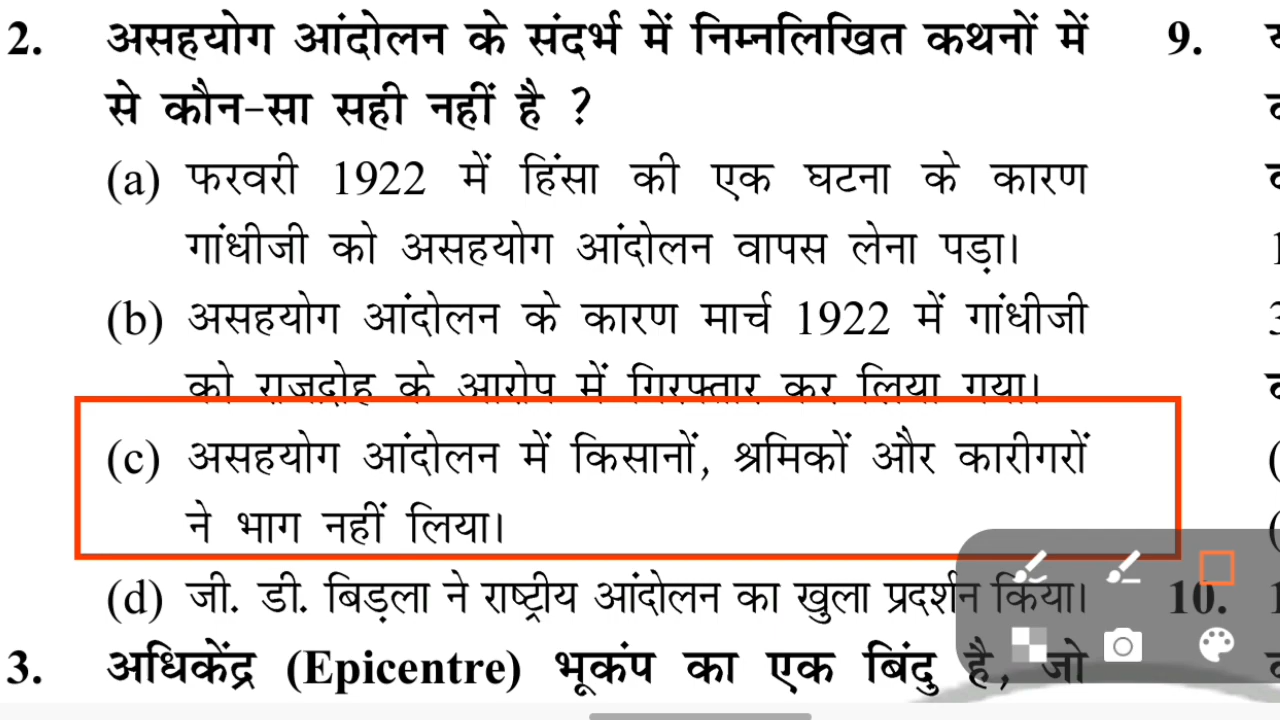 2. असहयोग आंदोलन के संदर्भ में निम्नलिखित कथनों में
से कौन-सा सही नहीं है ?
(a) फरवरी 1922 में हिंसा की एक घटना के कारण
गांधीजी को असहयोग आंदोलन वापस लेना पड़ा।
(b) असहयोग आंदोलन के कारण मार्च 1922 में गांधीजी
को राजद्रोह के आरोप में गिरफ्तार कर लिया गया।
(c) असहयोग आंदोलन में किसानों, श्रमिकों और कारीगरों
ने भाग नहीं लिया।
(d) जी. डी. बिड़ला ने राष्ट्रीय आंदोलन का खुला प्रदर्शन किया।
3. अधिकेंद्र (Epicentre) भूकंप का एक बिंदु है, जो
9.
10.